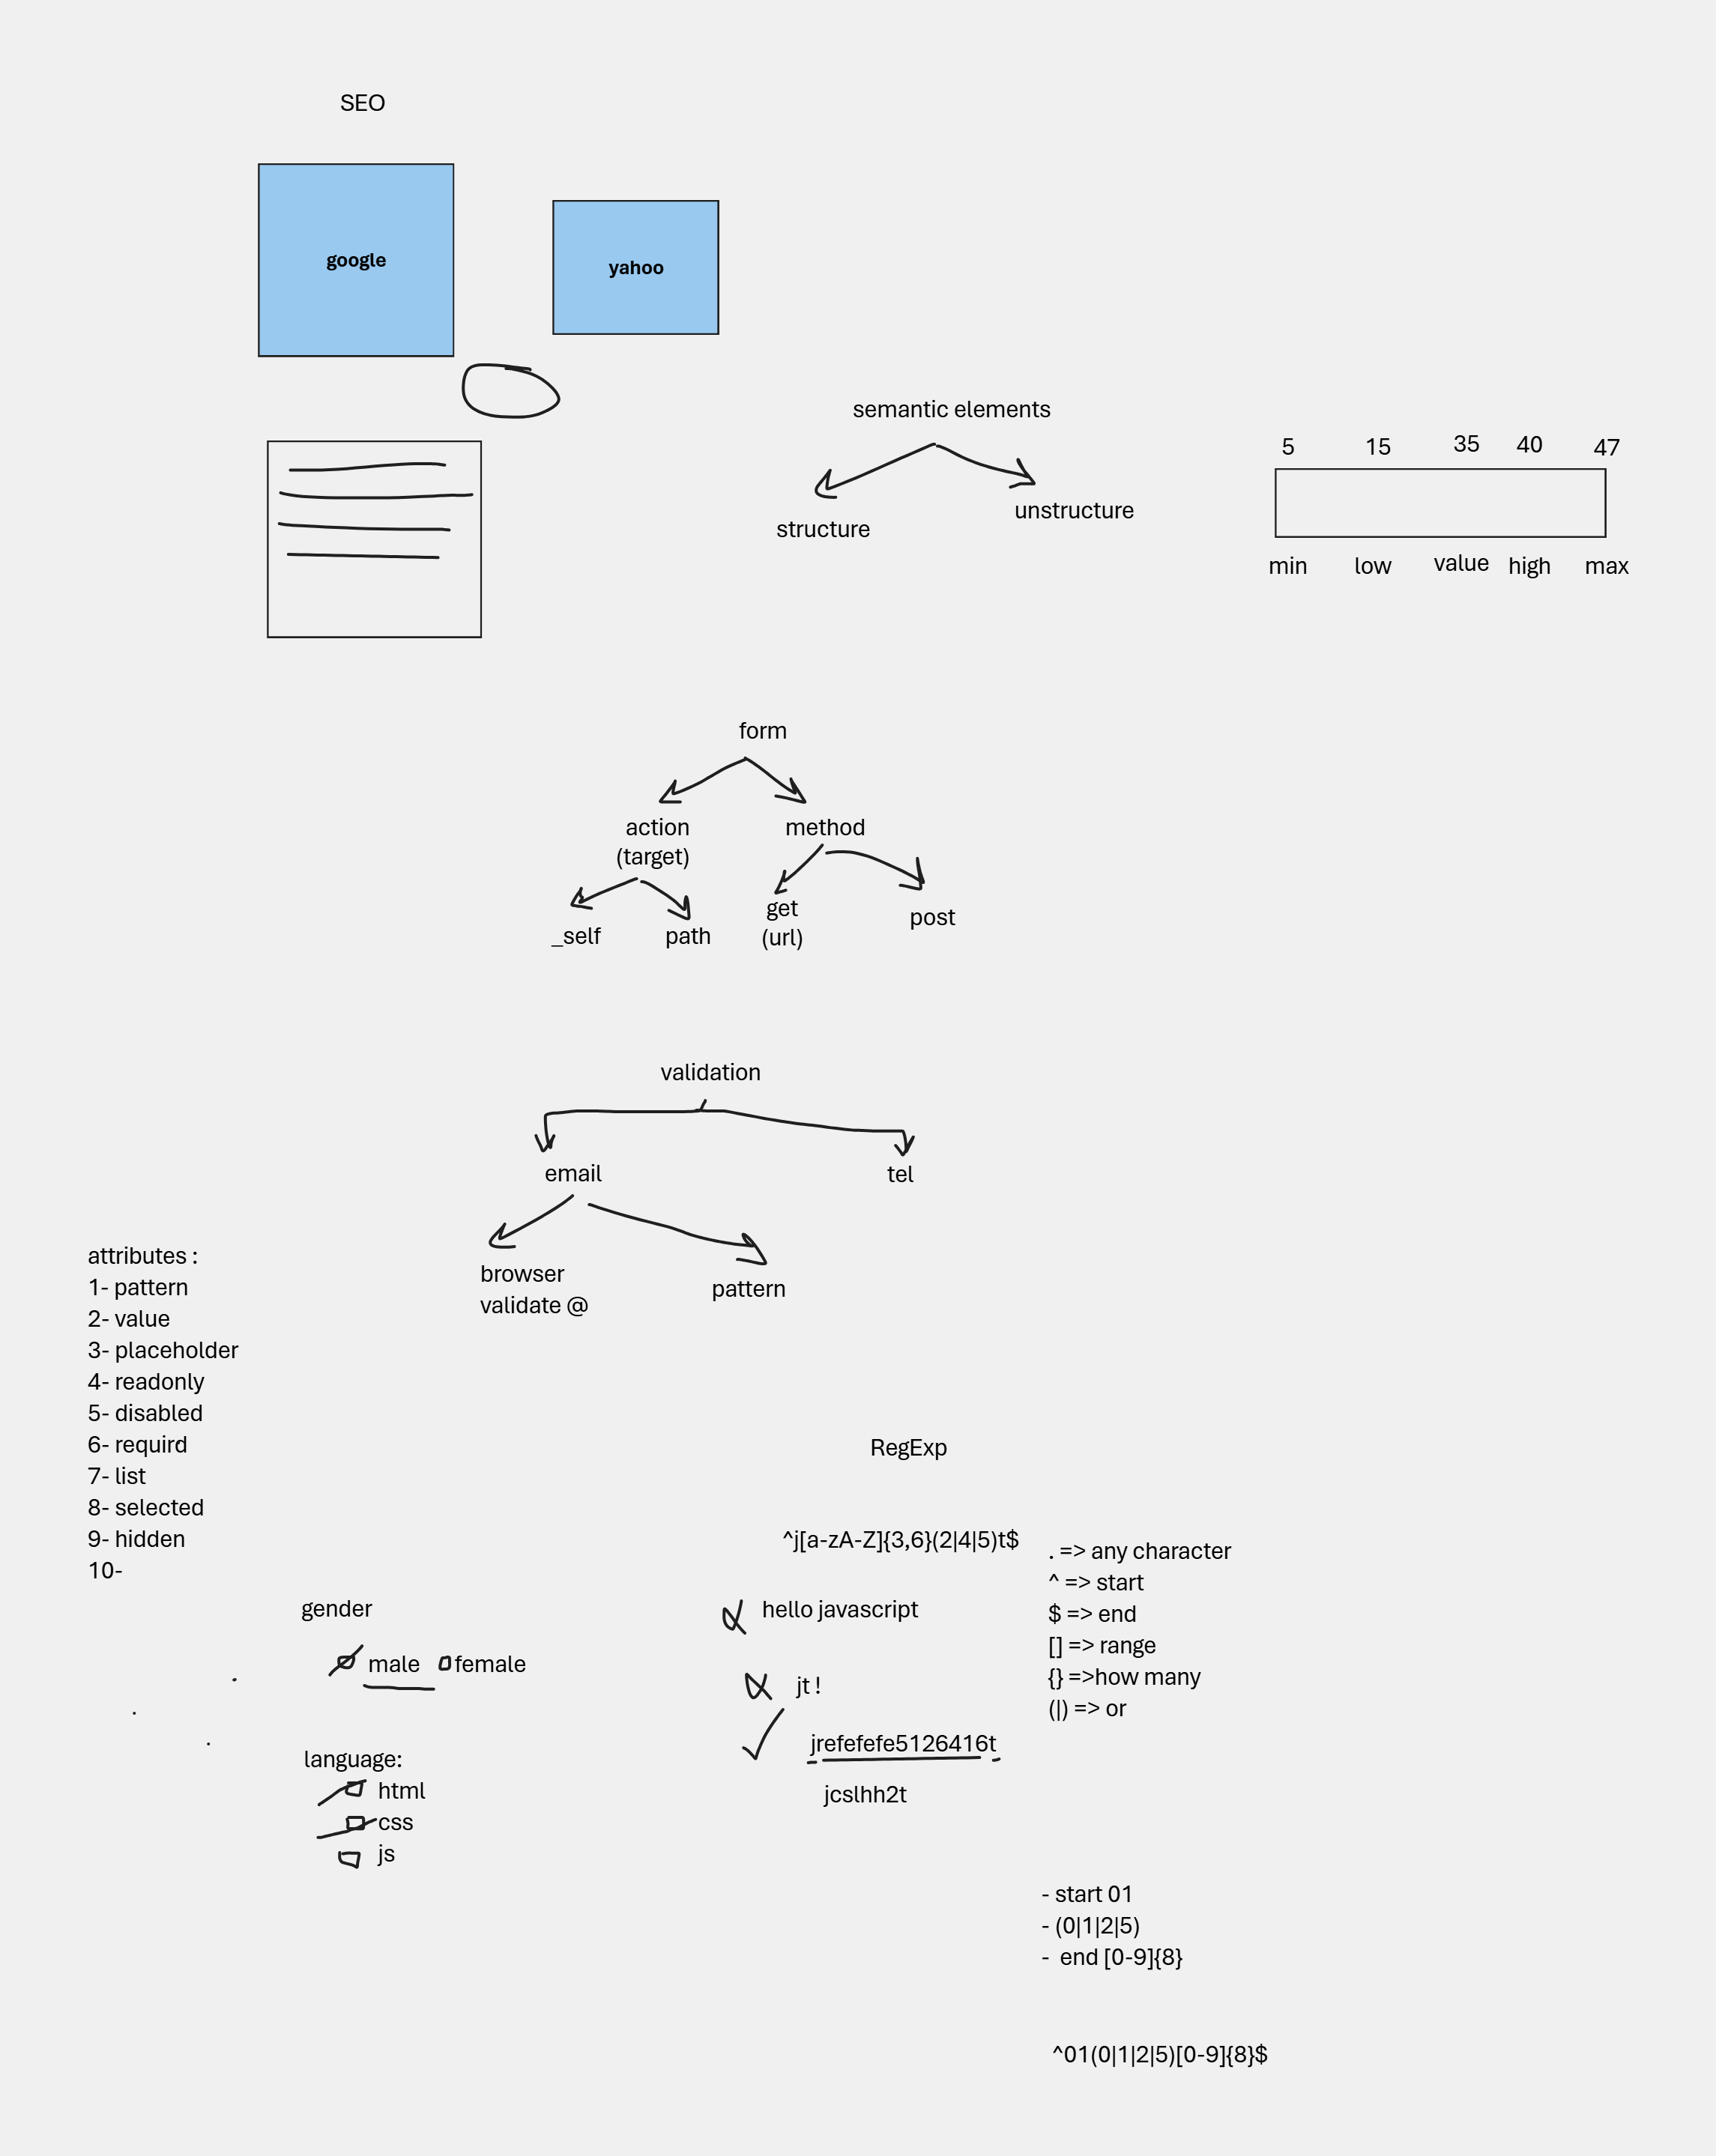 SEO
google
yahoo
semantic elements
structure
unstructure
5 15 35 40 47
min low value high max
form
action
(target)
method
_self
path
get
(url)
post
validation
email
tel
browser
validate @
pattern
attributes :
1- pattern
2- value
3- placeholder
4- readonly
5- disabled
6- requird
7- list
8- selected
9- hidden
10-
gender
male female
language:
html
css
js
RegExp
^j[a-zA-Z]{3,6}(2|4|5)t$
hello javascript
jt !
jrefefefe5126416t
jcslhh2t
. => any character
^ => start
$ => end
[] => range
{} =>how many
(|) => or
- start 01
- (0|1|2|5)
- end [0-9]{8}
^01(0|1|2|5)[0-9]{8}$